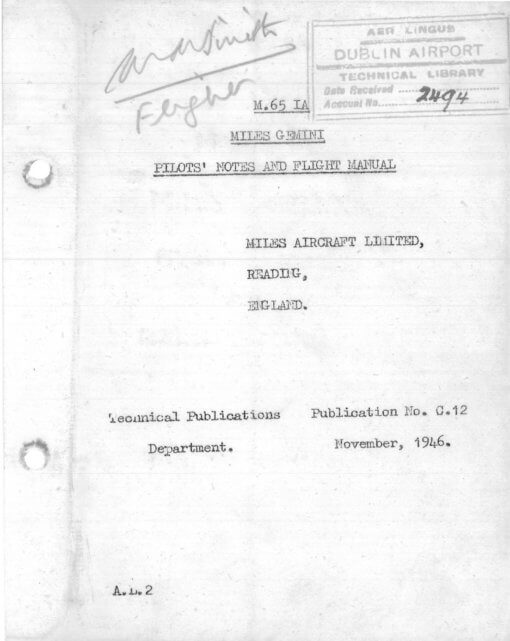 AER LINGUS
DUBLIN AIRPORT
TECHNICAL LIBRARY
Date Received
Account No. 2494
M.65 IA
MILES GEMINI
PILOTS' NOTES AND FLIGHT MANUAL
MILES AIRCRAFT LIMITED,
READING,
ENGLAND.
Technical Publications Publication No. G.12
Department. November, 1946.
A.L.2